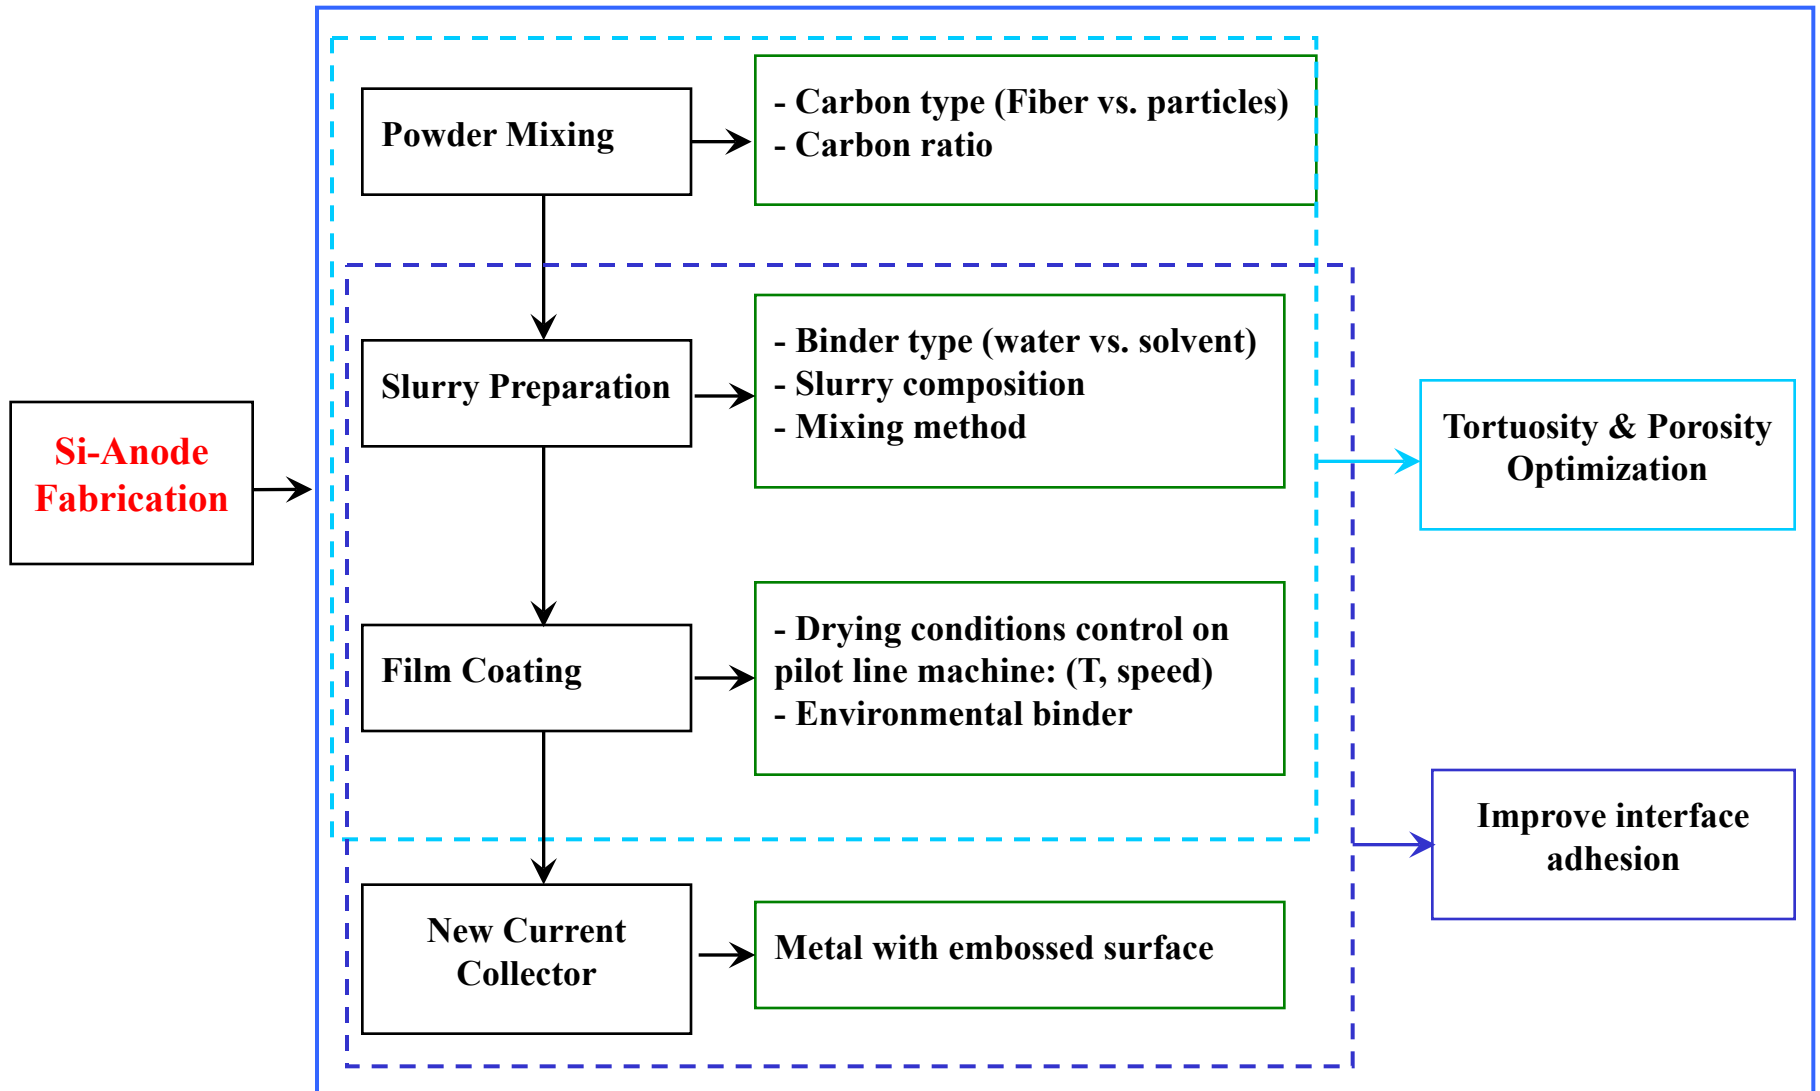 Si-Anode
Fabrication
Powder Mixing
- Carbon type (Fiber vs. particles)
- Carbon ratio
Slurry Preparation
- Binder type (water vs. solvent)
- Slurry composition
- Mixing method
Film Coating
- Drying conditions control on
pilot line machine: (T, speed)
- Environmental binder
New Current
Collector
Metal with embossed surface
Tortuosity & Porosity
Optimization
Improve interface
adhesion